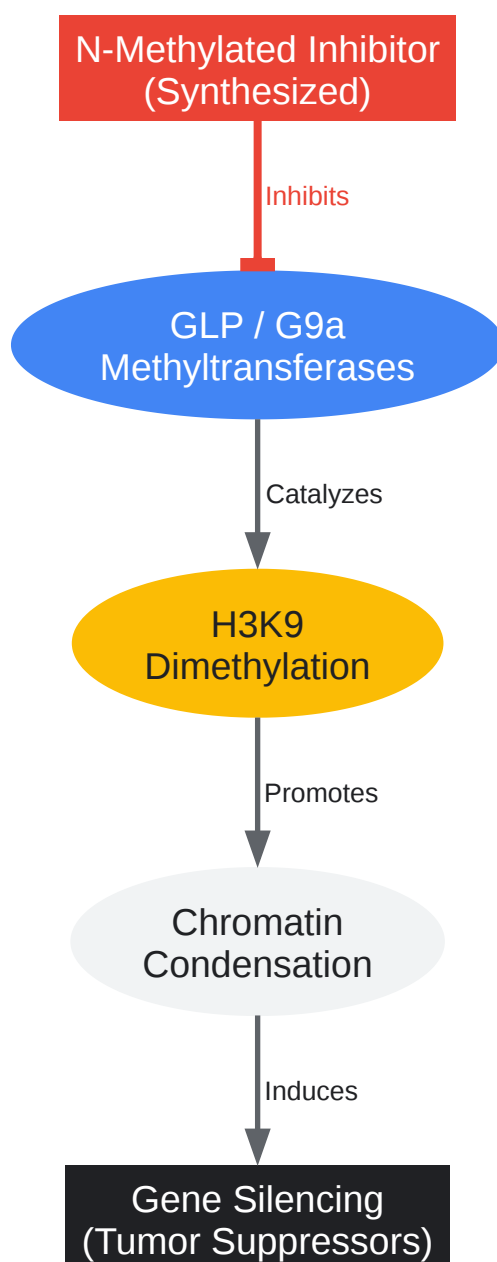 N-Methylated Inhibitor
(Synthesized)
Inhibits
GLP / G9a
Methyltransferases
Catalyzes
H3K9
Dimethylation
Promotes
Chromatin
Condensation
Induces
Gene Silencing
(Tumor Suppressors)